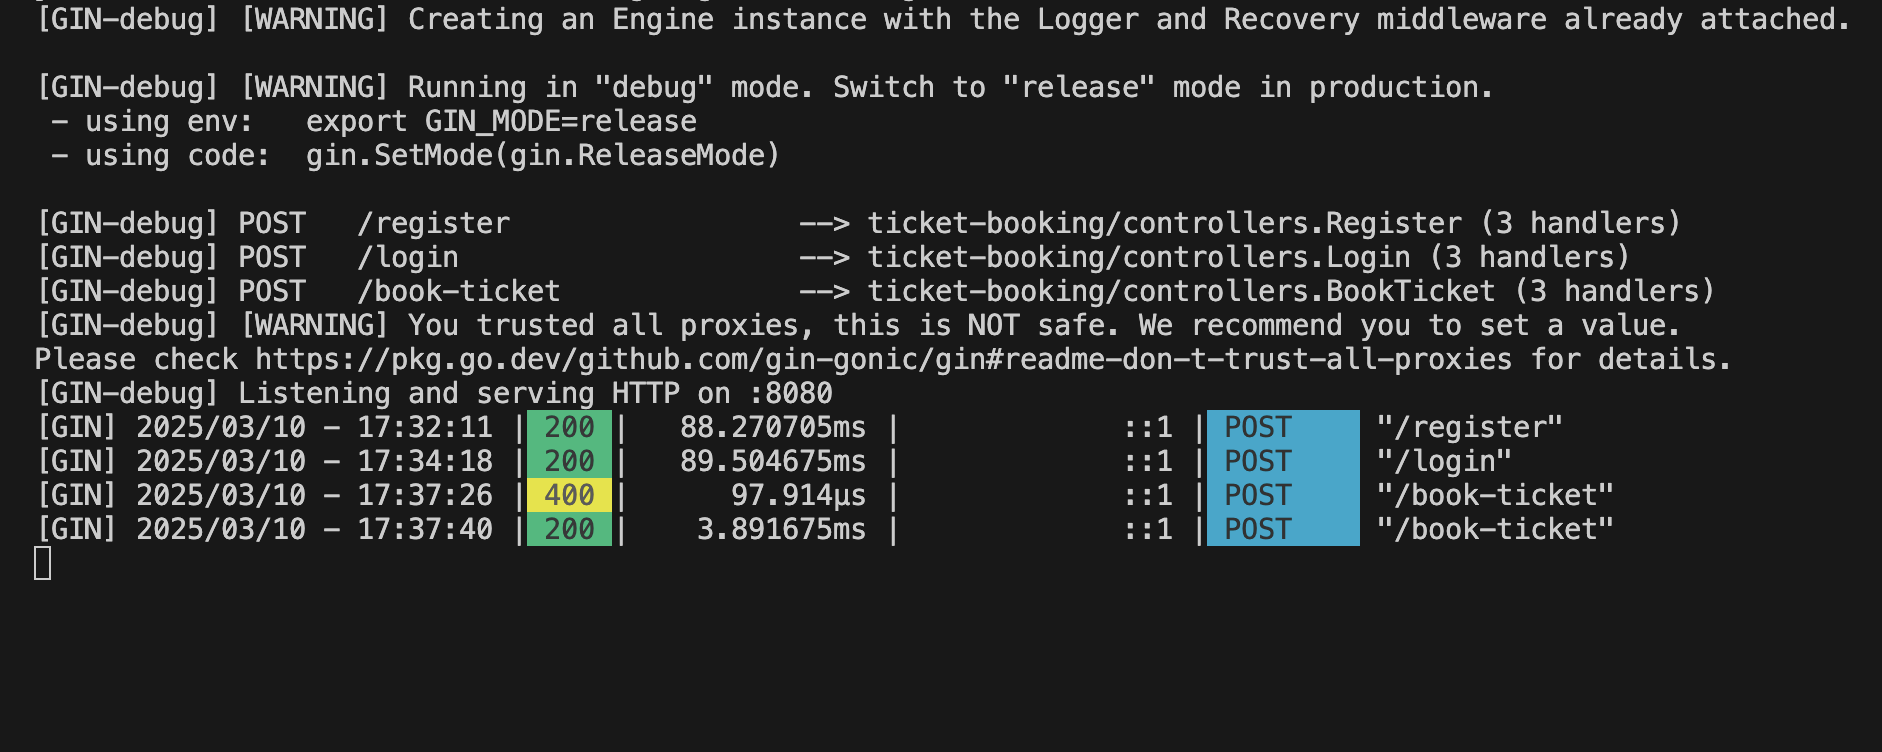 [GIN-debug] [WARNING] Creating an Engine instance with the Logger and Recovery middleware already attached.
[GIN-debug] [WARNING] Running in "debug" mode. Switch to "release" mode in production.
 - using env:   export GIN_MODE=release
 - using code:  gin.SetMode(gin.ReleaseMode)
[GIN-debug] POST   /register                 --> ticket-booking/controllers.Register (3 handlers)
[GIN-debug] POST   /login                    --> ticket-booking/controllers.Login (3 handlers)
[GIN-debug] POST   /book-ticket              --> ticket-booking/controllers.BookTicket (3 handlers)
[GIN-debug] [WARNING] You trusted all proxies, this is NOT safe. We recommend you to set a value.
Please check https://pkg.go.dev/github.com/gin-gonic/gin#readme-don-t-trust-all-proxies for details.
[GIN-debug] Listening and serving HTTP on :8080
[GIN] 2025/03/10 - 17:32:11 | 200 |   88.270705ms |             ::1 | POST     "/register"
[GIN] 2025/03/10 - 17:34:18 | 200 |   89.504675ms |             ::1 | POST     "/login"
[GIN] 2025/03/10 - 17:37:26 | 400 |      97.914µs |             ::1 | POST     "/book-ticket"
[GIN] 2025/03/10 - 17:37:40 | 200 |    3.891675ms |             ::1 | POST     "/book-ticket"